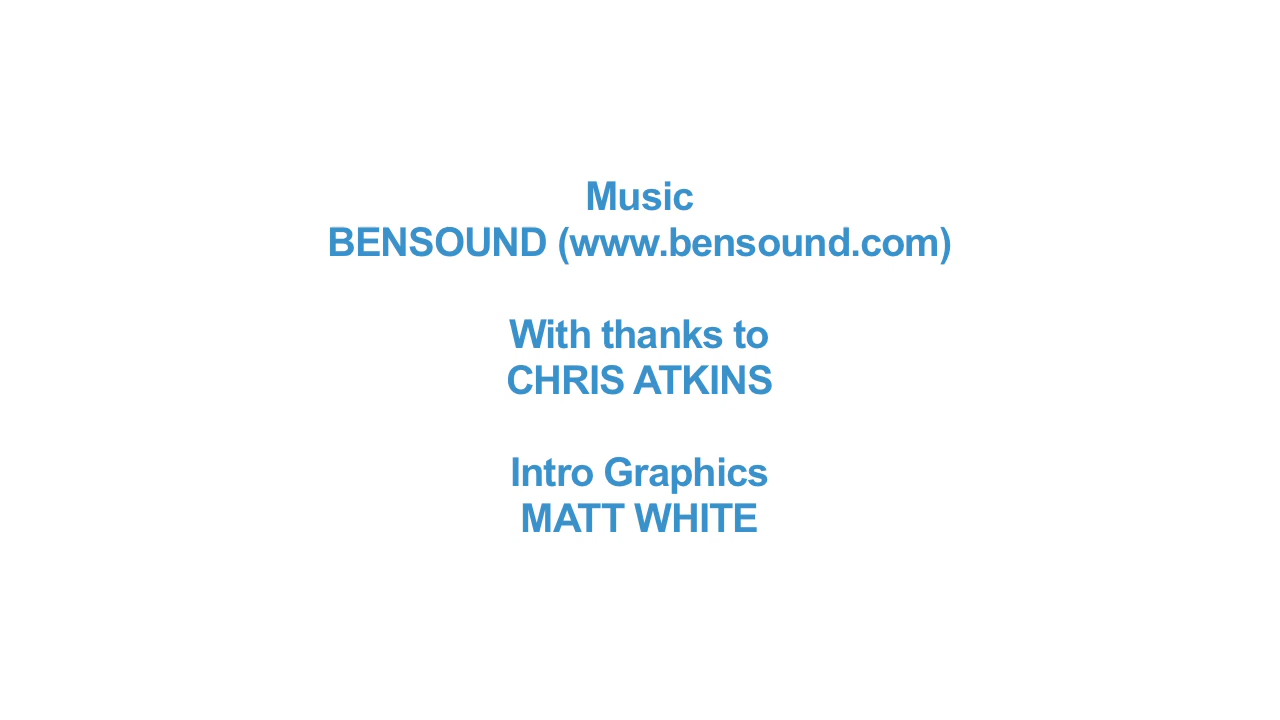 Music
BENSOUND (www.bensound.com)
With thanks to
CHRIS ATKINS
Intro Graphics
MATT WHITE